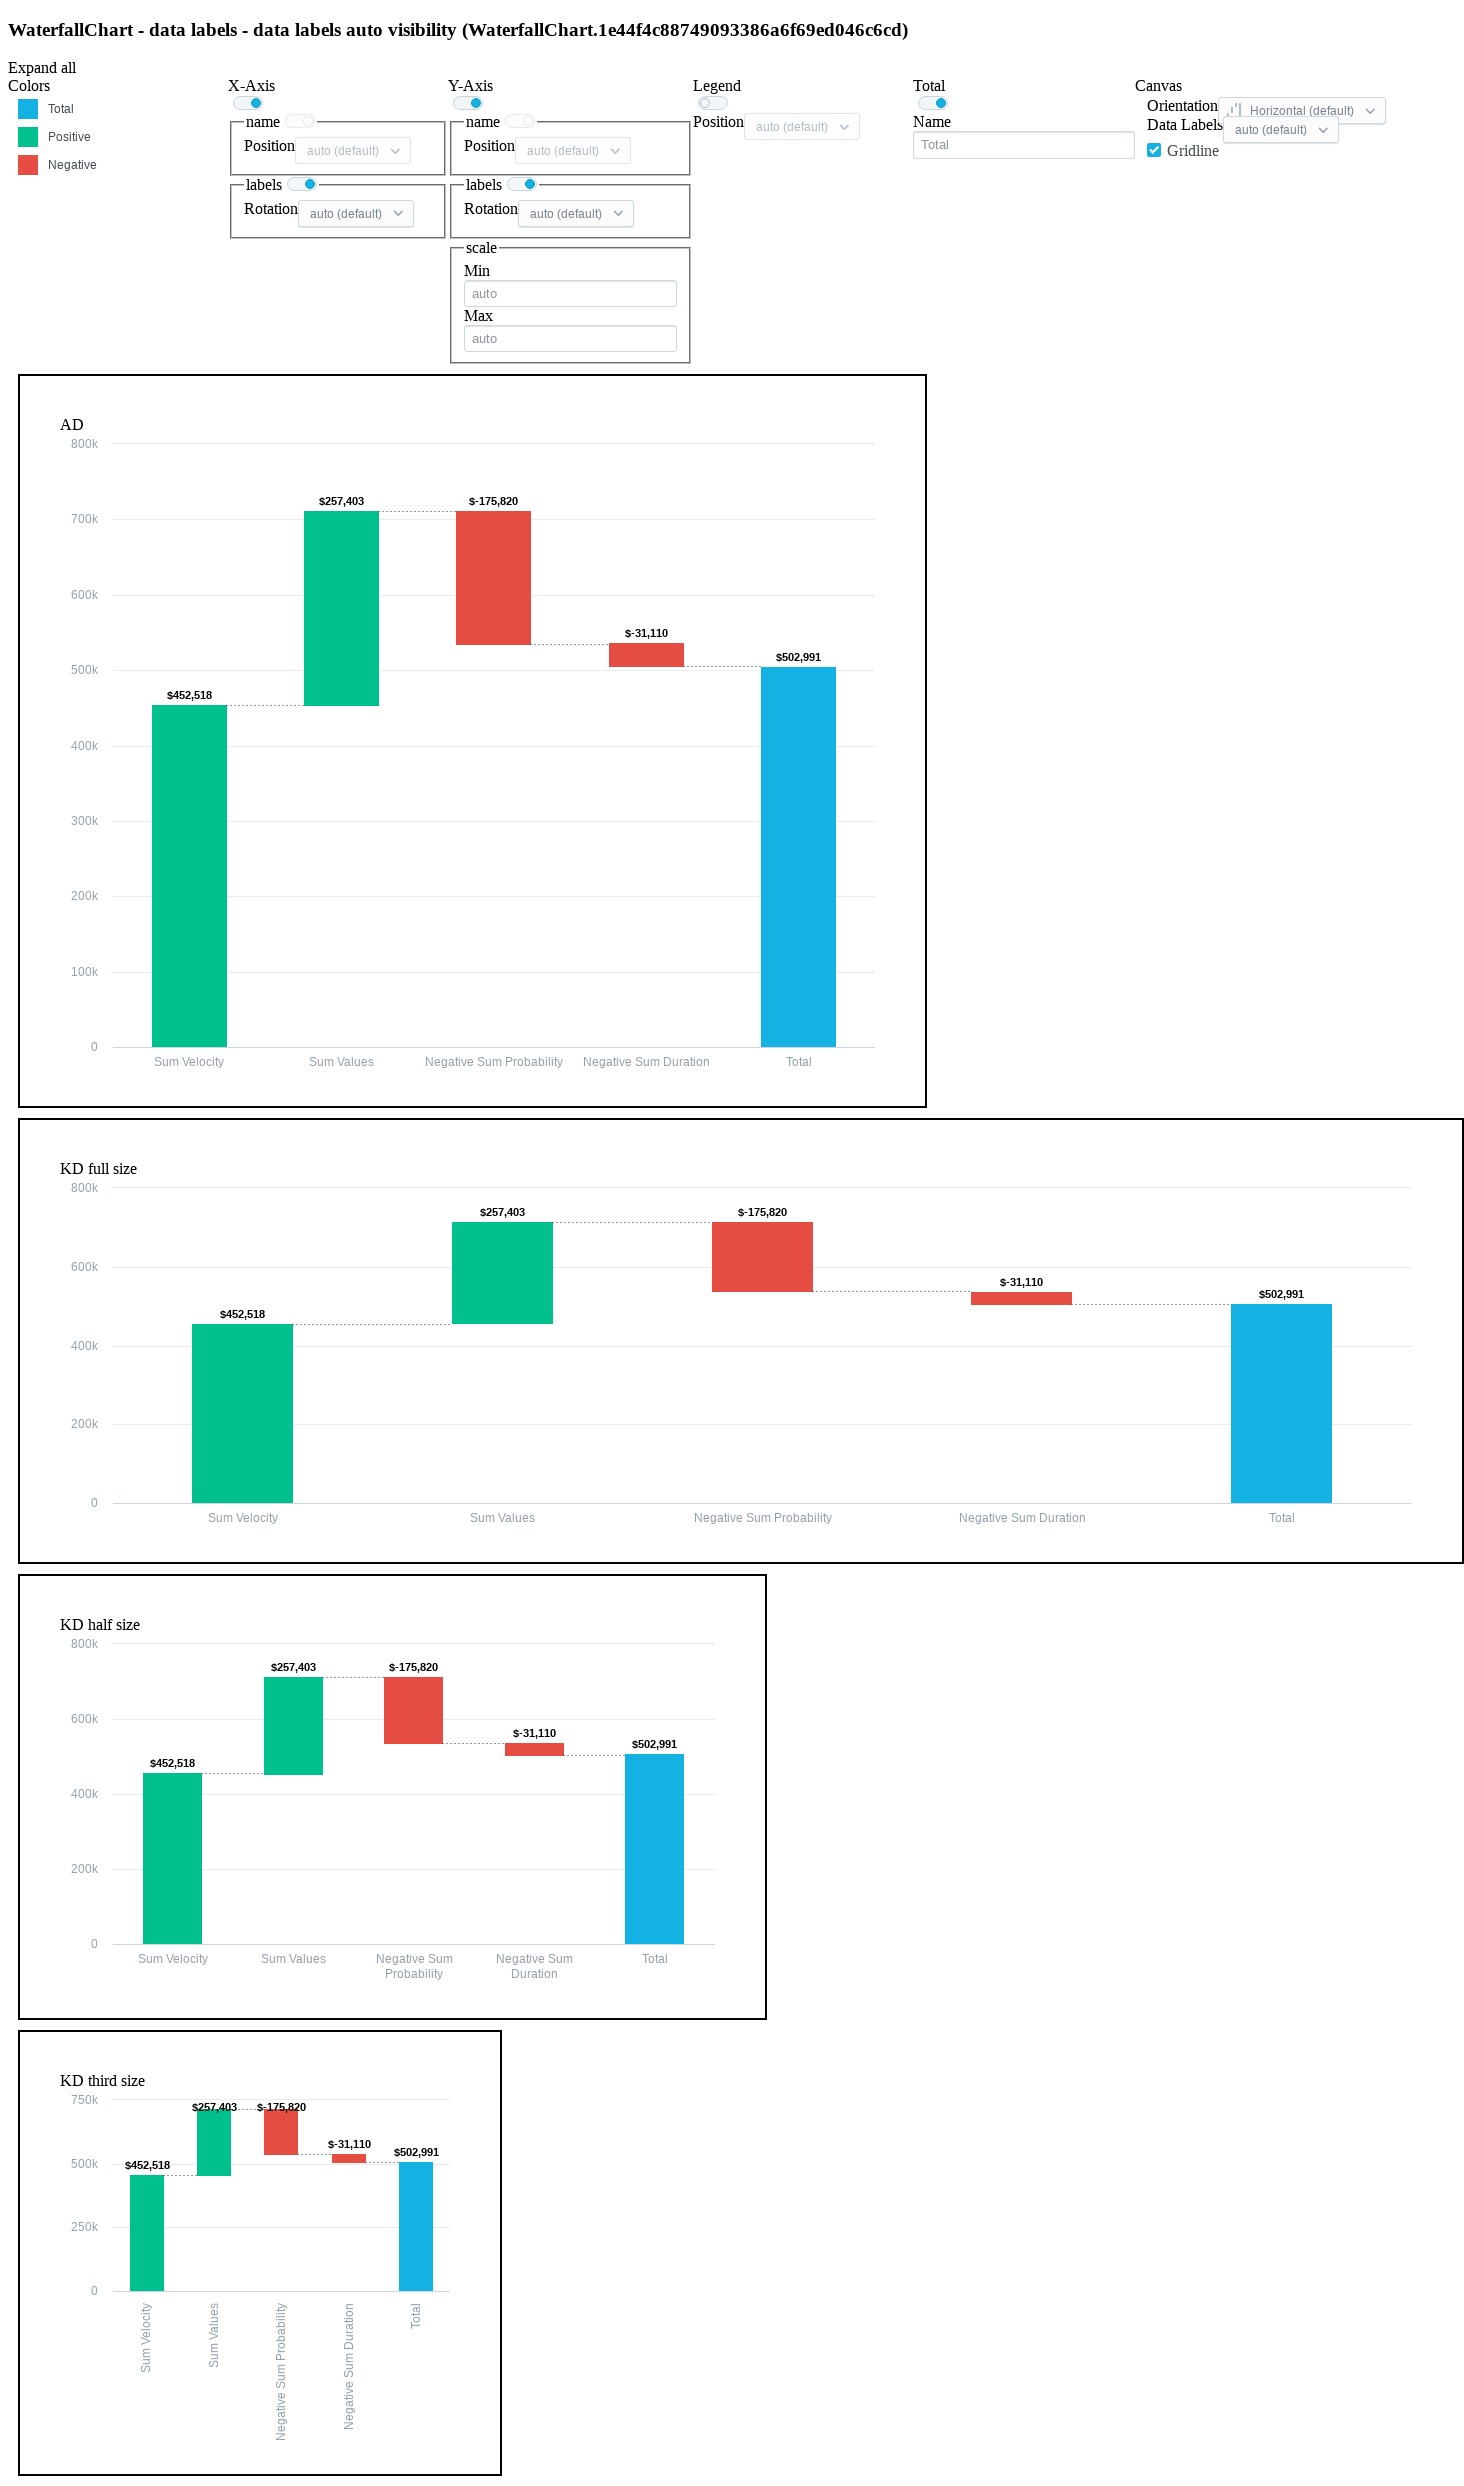 WaterfallChart - data labels - data labels auto visibility (WaterfallChart.1e44f4c88749093386a6f69ed046c6cd)
Expand all
Colors
Total
Positive
Negative
X-Axis
name
Position auto (default)
labels
Rotation auto (default)
Y-Axis
name
Position auto (default)
labels
Rotation auto (default)
scale
Min
auto
Max
auto
Legend
Position auto (default)
Total
Name
Total
Canvas
Orientation Horizontal (default)
Data Labels auto (default)
Gridline
AD
800k
700k
600k
500k
400k
300k
200k
100k
0
$452,518
$257,403
$-175,820
$-31,110
$502,991
Sum Velocity
Sum Values
Negative Sum Probability
Negative Sum Duration
Total
KD full size
800k
600k
400k
200k
0
$452,518
$257,403
$-175,820
$-31,110
$502,991
Sum Velocity
Sum Values
Negative Sum Probability
Negative Sum Duration
Total
KD half size
800k
600k
400k
200k
0
$452,518
$257,403
$-175,820
$-31,110
$502,991
Sum Velocity
Sum Values
Negative Sum
Probability
Negative Sum
Duration
Total
KD third size
750k
500k
250k
0
$452,518
$257,403
$-175,820
$-31,110
$502,991
Sum Velocity
Sum Values
Negative Sum Probability
Negative Sum Duration
Total